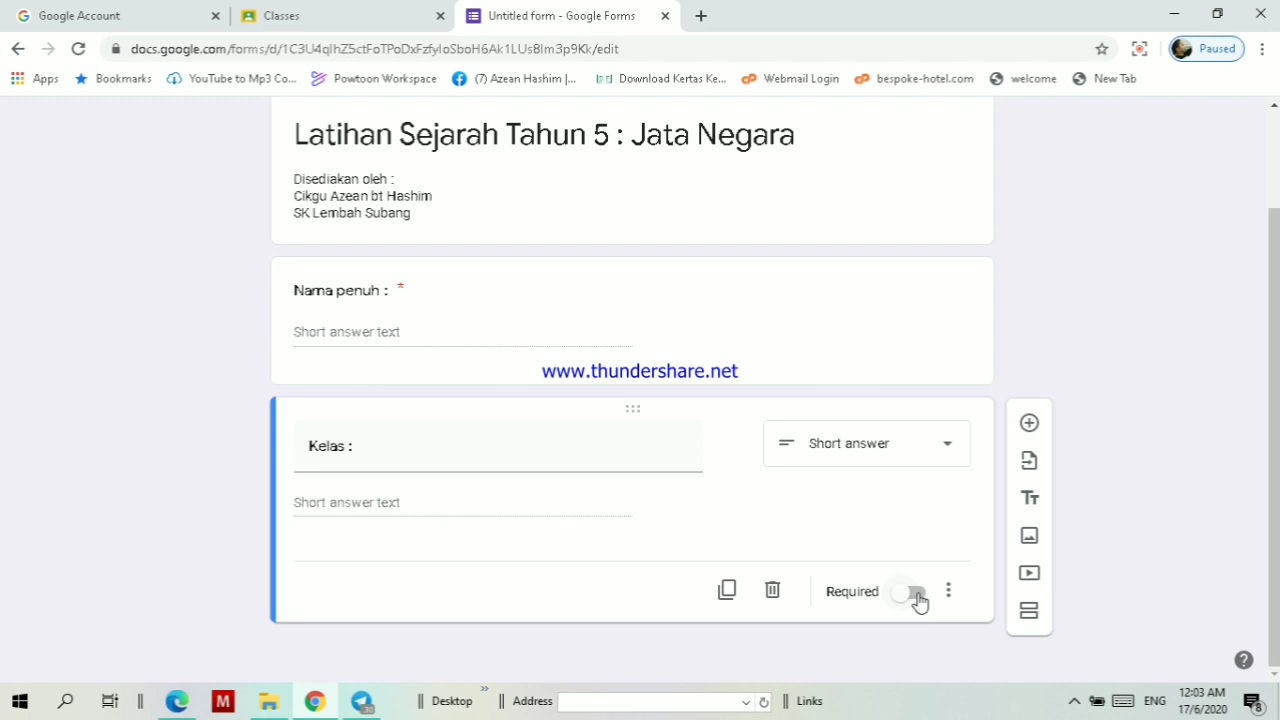 Google Account
Classes
Untitled form - Google Forms
docs.google.com/forms/d/1C3U4qlhZ5ctFoTPoDxFzfyloSboH6Ak1LUs8lm3p9Kk/edit
Paused
Apps
Bookmarks
YouTube to Mp3 Co...
Powtoon Workspace
(7) Azean Hashim |...
Download Kertas Ke...
Webmail Login
bespoke-hotel.com
welcome
New Tab
Latihan Sejarah Tahun 5 : Jata Negara
Disediakan oleh :
Cikgu Azean bt Hashim
SK Lembah Subang
Nama penuh : *
Short answer text
www.thundershare.net
Kelas :
Short answer
Short answer text
Required
Desktop
Address
Links
ENG
12:03 AM
17/6/2020